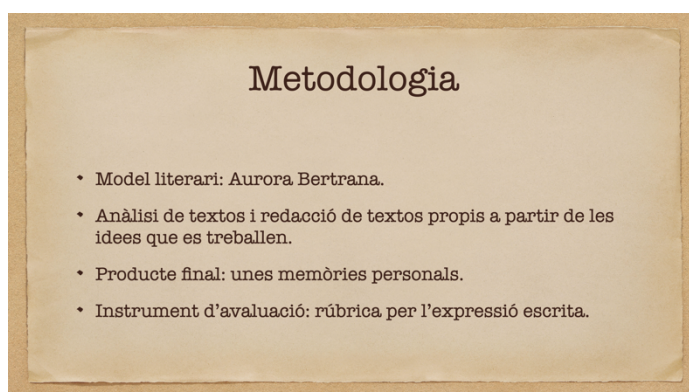 Metodologia
Model literari: Aurora Bertrana.
Anàlisi de textos i redacció de textos propis a partir de les
idees que es treballen.
Producte final: unes memòries personals.
Instrument d’avaluació: rúbrica per l’expressió escrita.